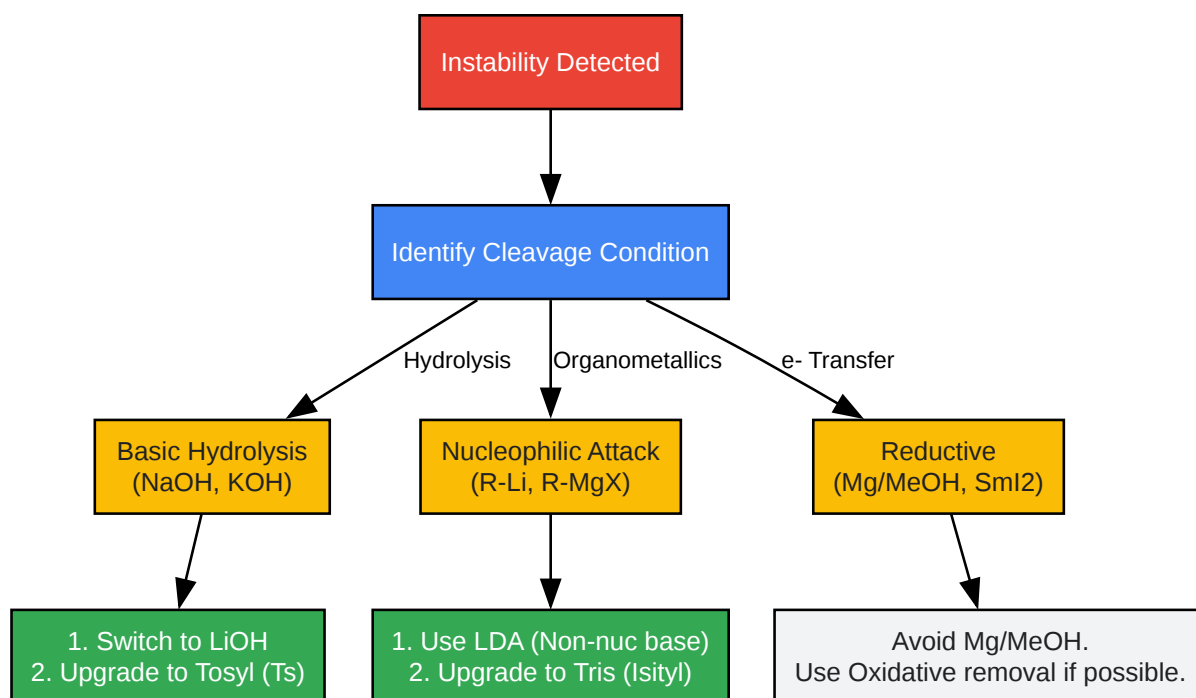 Instability Detected
Identify Cleavage Condition
Hydrolysis
Organometallics
e- Transfer
Basic Hydrolysis
(NaOH, KOH)
Nucleophilic Attack
(R-Li, R-MgX)
Reductive
(Mg/MeOH, SmI2)
1. Switch to LiOH
2. Upgrade to Tosyl (Ts)
1. Use LDA (Non-nuc base)
2. Upgrade to Tris (Isityl)
Avoid Mg/MeOH.
Use Oxidative removal if possible.